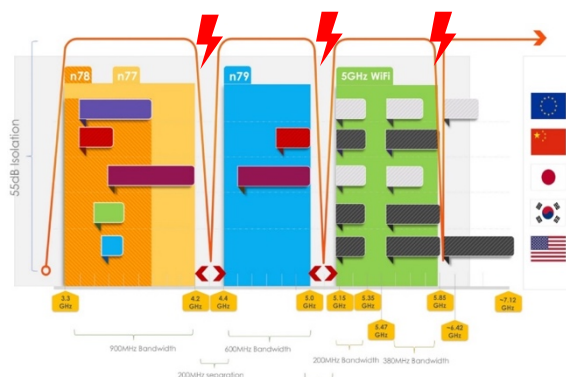 n78
n77
n79
5GHz WiFi
55dB Isolation
3.3
GHz
4.2
GHz
4.4
GHz
5.0
GHz
5.15
GHz
5.35
GHz
5.47
GHz
5.85
GHz
~6.42
GHz
~7.12
GHz
900MHz Bandwidth
600MHz Bandwidth
200MHz Bandwidth
380MHz Bandwidth
200MHz separation